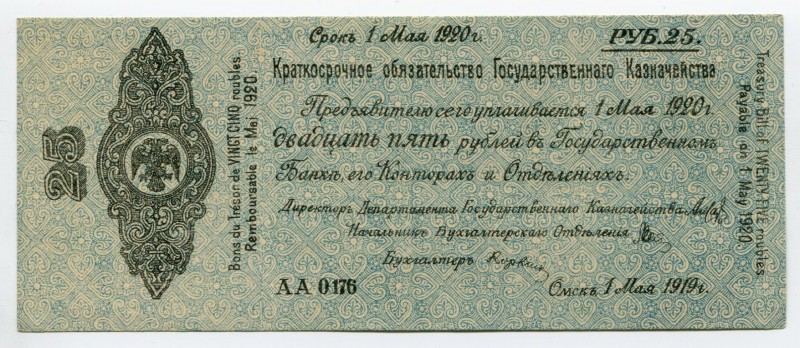 Срокъ 1 Мая 1920 г.
РУБ. 25.
Краткосрочное обязательство Государственнаго Казначейства
Предъявителю сего уплачивается 1 Мая 1920 г.
двадцать пять рублей въ Государственномъ
Банкѣ, его Конторахъ и Отдѣленіяхъ.
Директоръ Департамента Государственнаго Казначейства
Начальникъ Бухгалтерскаго Отдѣленія
Бухгалтеръ
АА 0176
Омскъ, 1 Мая 1919 г.
25
Bons du Trésor de VINGT CINQ roubles.
Remboursable le Mei 1920.
Treasury Bill of TWENTY FIVE roubles
Payable on 1 May 1920.